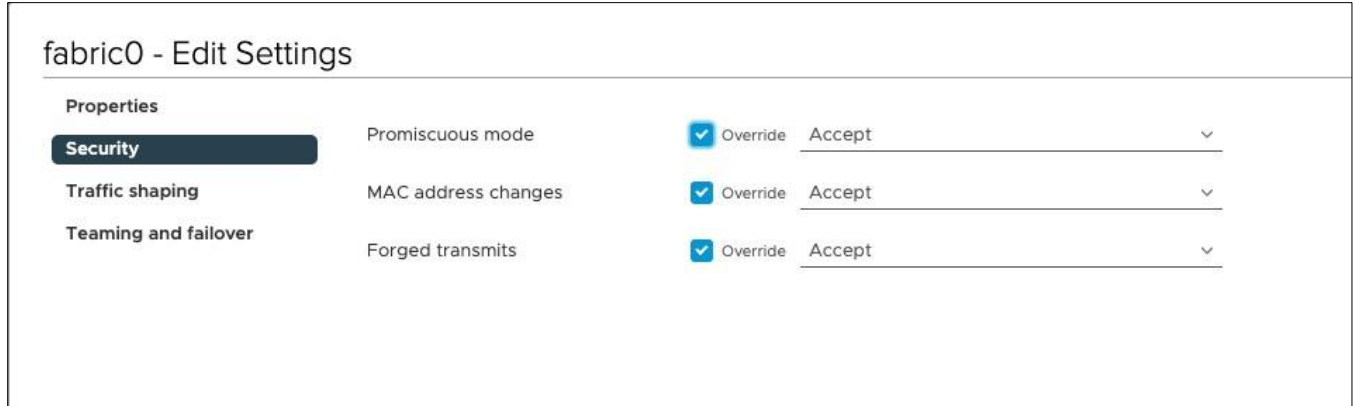 fabric0 - Edit Settings
Properties
Security
Traffic shaping
Teaming and failover
Promiscuous mode Override Accept
MAC address changes Override Accept
Forged transmits Override Accept